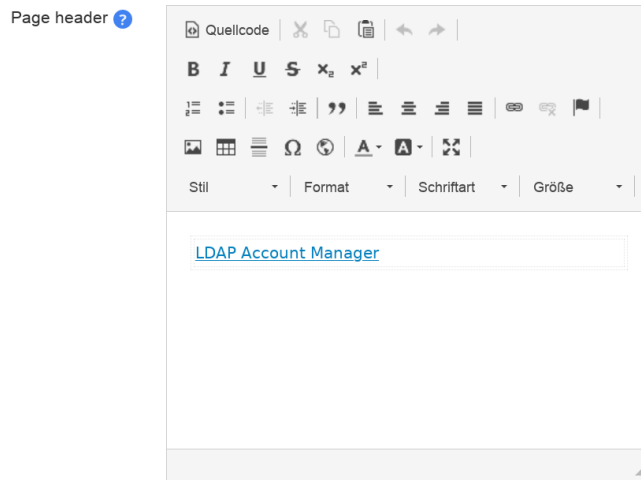 Page header ?
Quellcode
B I U S x₂ x²
Ω A A
Stil Format Schriftart Größe
LDAP Account Manager